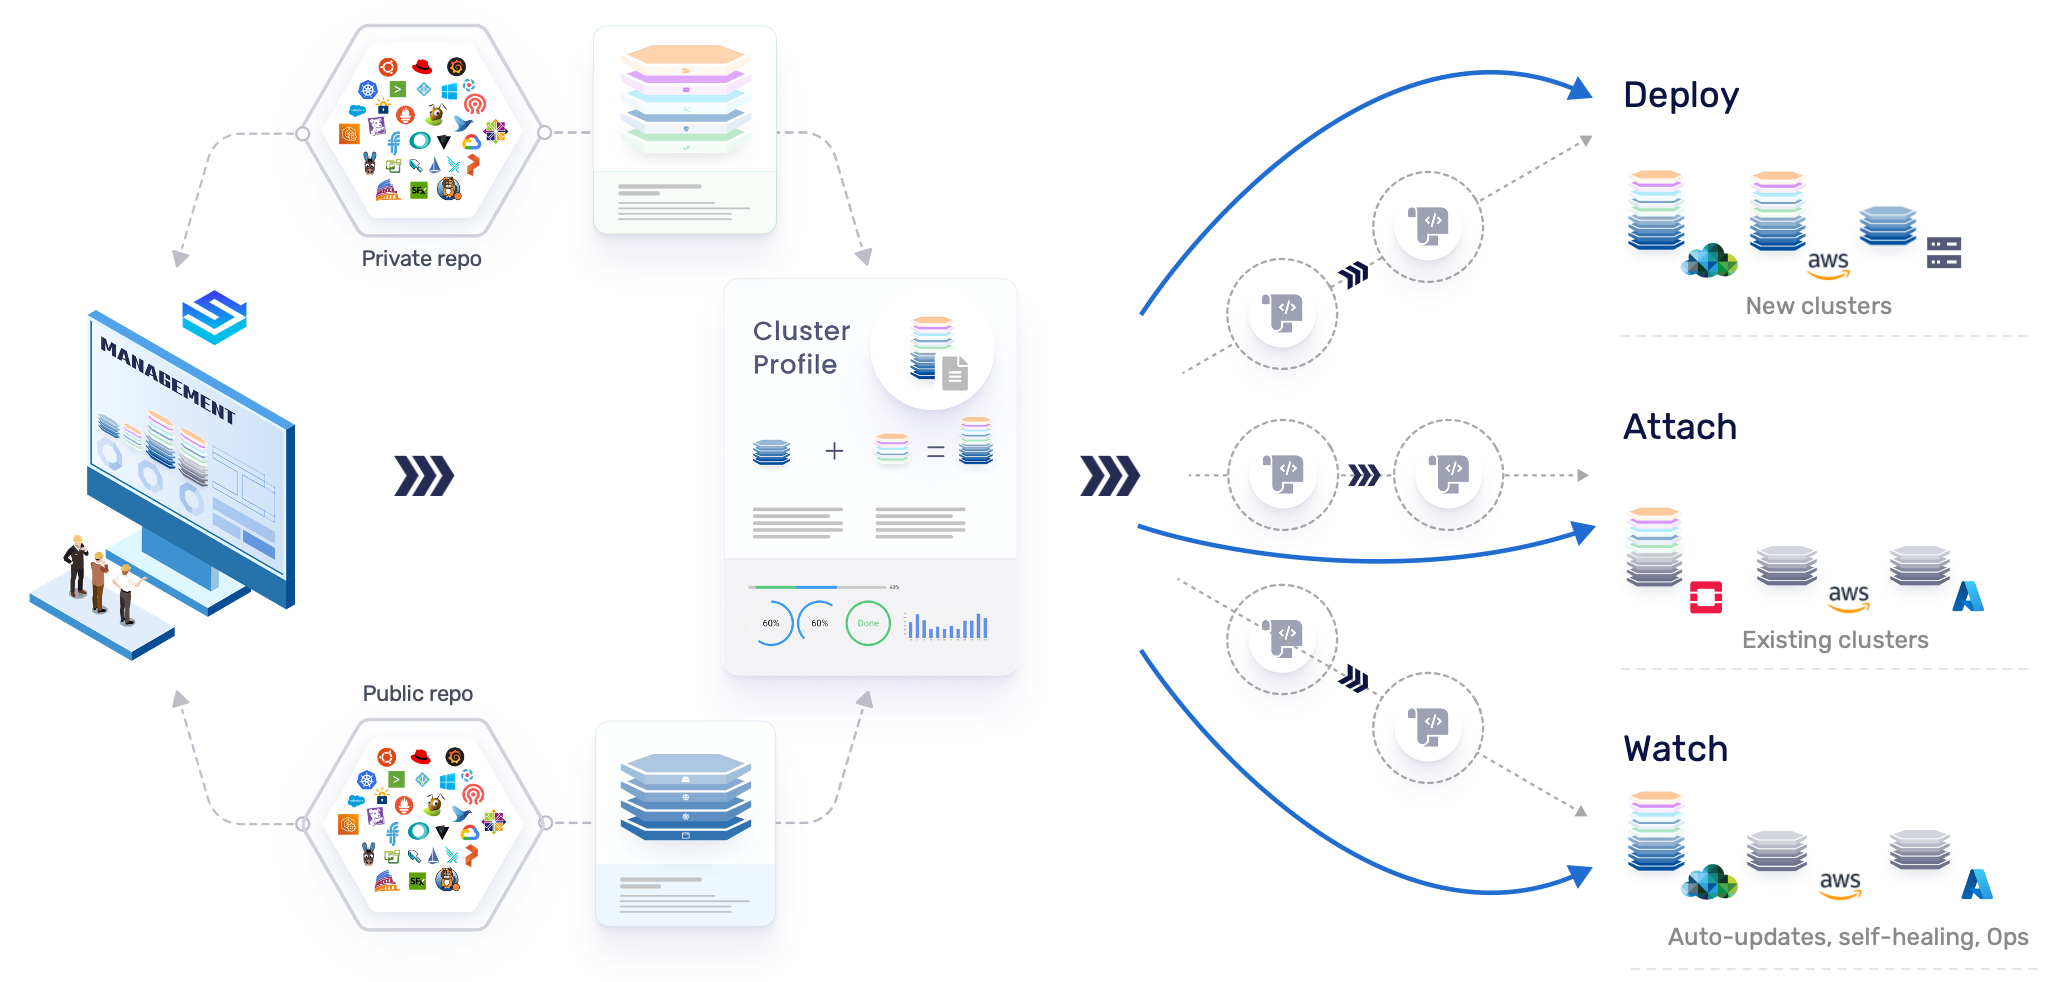 Private repo
MANAGEMENT
Public repo
Cluster
Profile
+
=
60%
60%
60%
Done
Deploy
aws
New clusters
Attach
aws
Existing clusters
Watch
aws
Auto-updates, self-healing, Ops